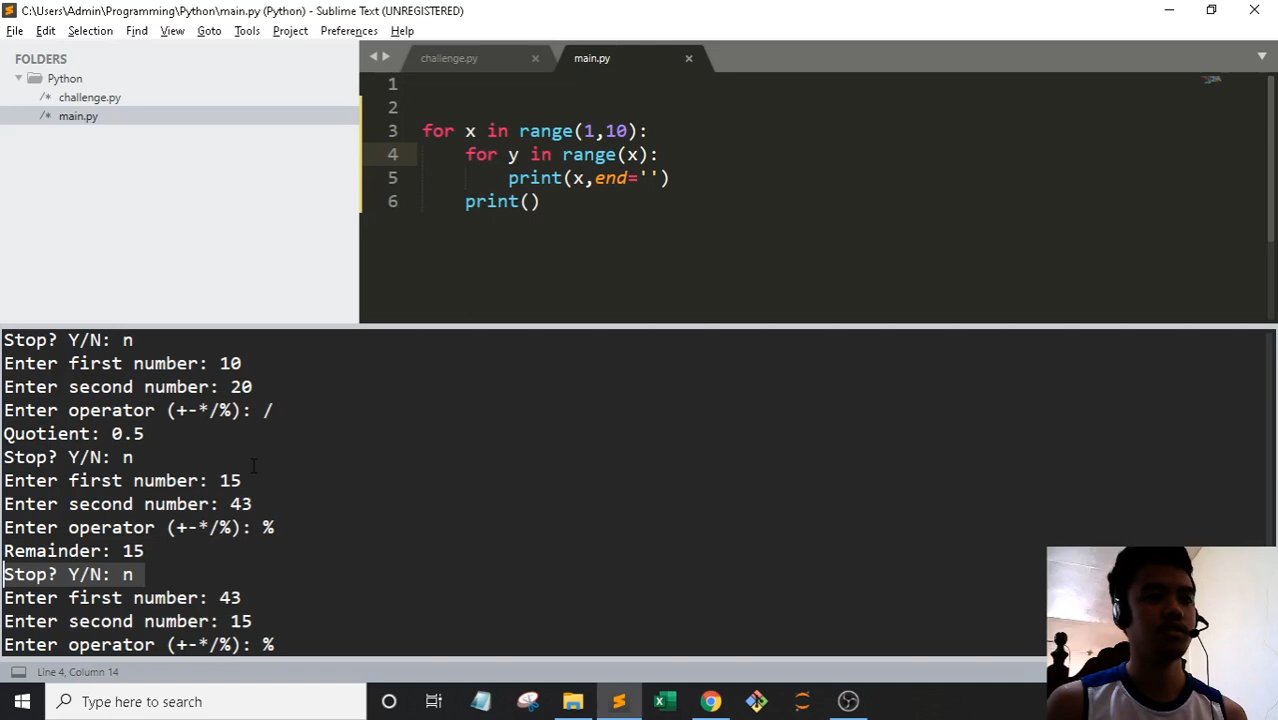 C:\Users\Admin\Programming\Python\main.py (Python) - Sublime Text (UNREGISTERED)
File Edit Selection Find View Goto Tools Project Preferences Help
FOLDERS
Python
/* challenge.py
/* main.py
challenge.py
main.py
1
2
3 for x in range(1,10):
4 for y in range(x):
5 print(x,end='')
6 print()
Stop? Y/N: n
Enter first number: 10
Enter second number: 20
Enter operator (+-*/%): /
Quotient: 0.5
Stop? Y/N: n
Enter first number: 15
Enter second number: 43
Enter operator (+-*/%): %
Remainder: 15
Stop? Y/N: n
Enter first number: 43
Enter second number: 15
Enter operator (+-*/%): %
Line 4, Column 14
Type here to search